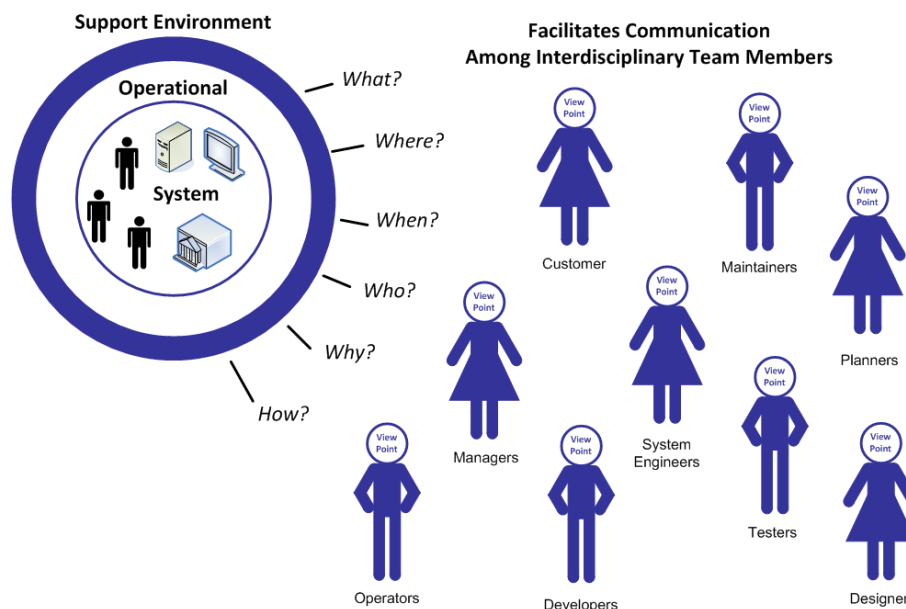 Support Environment
Operational
System
What?
Where?
When?
Who?
Why?
How?
Facilitates Communication
Among Interdisciplinary Team Members
View
Point
Customer
View
Point
Maintainers
View
Point
Planners
View
Point
Managers
View
Point
System
Engineers
View
Point
Testers
View
Point
Operators
View
Point
Developers
View
Point
Designer